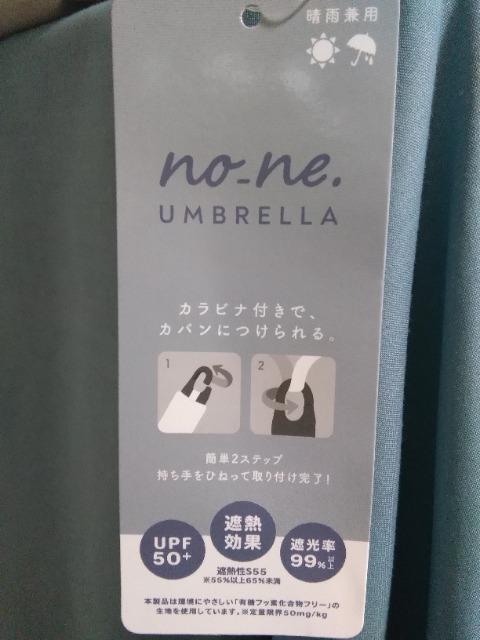 晴雨兼用
no-ne.
UMBRELLA
カラビナ付きで、
カバンにつけられる。
1
2
簡単2ステップ
持ち手をひねって取り付け完了!
UPF
50+
遮熱
効果
遮光率
99%以上
遮熱性S55
※55%以上65%未満
本製品は環境にやさしい「有機フッ素化合物フリー」の
生地を使用しています。※定量限界50mg/kg